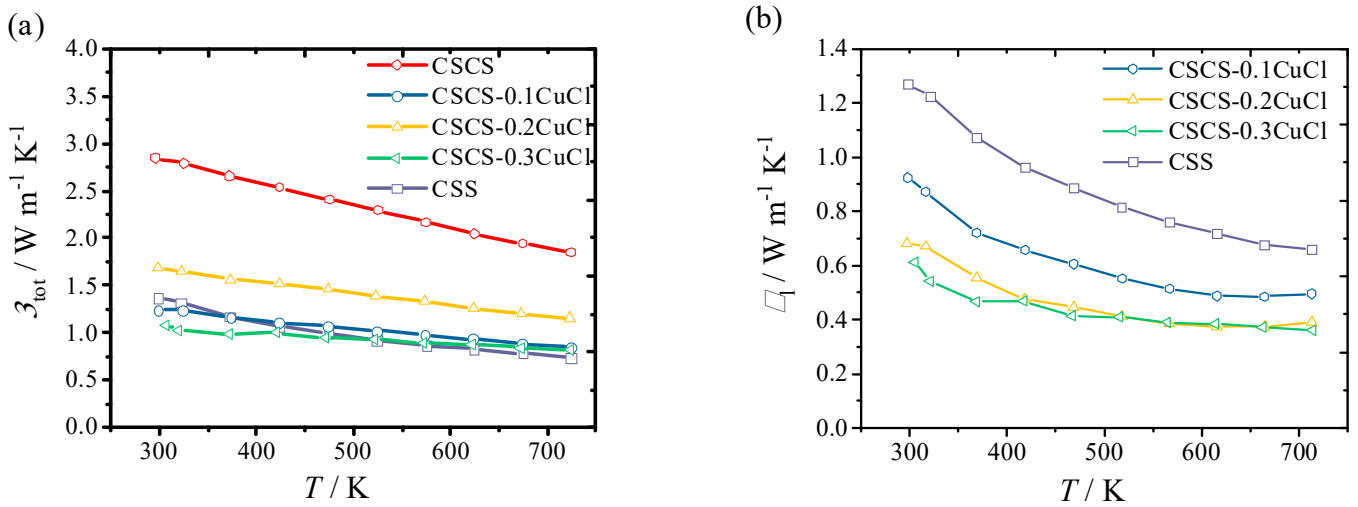 (a)
4.0
3.5
3.0
2.5
2.0
1.5
1.0
0.5
0.0
3tot / W m-1 K-1
CSCS
CSCS-0.1CuCl
CSCS-0.2CuCl
CSCS-0.3CuCl
CSS
300 400 500 600 700
T / K
(b)
1.4
1.2
1.0
0.8
0.6
0.4
0.2
0.0
□l / W m-1 K-1
CSCS-0.1CuCl
CSCS-0.2CuCl
CSCS-0.3CuCl
CSS
300 400 500 600 700
T / K